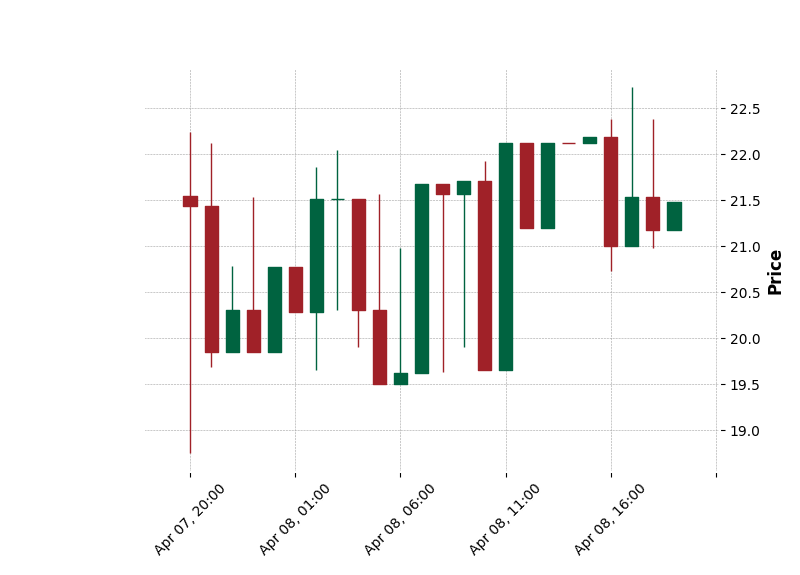 22.5
22.0
21.5
21.0
20.5
20.0
19.5
19.0
Price
Apr 07, 20:00
Apr 08, 01:00
Apr 08, 06:00
Apr 08, 11:00
Apr 08, 16:00